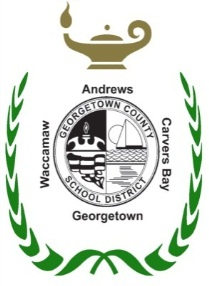 Andrews
GEORGETOWN COUNTY
Waccamaw
Carvers Bay
SCHOOL DISTRICT
Georgetown